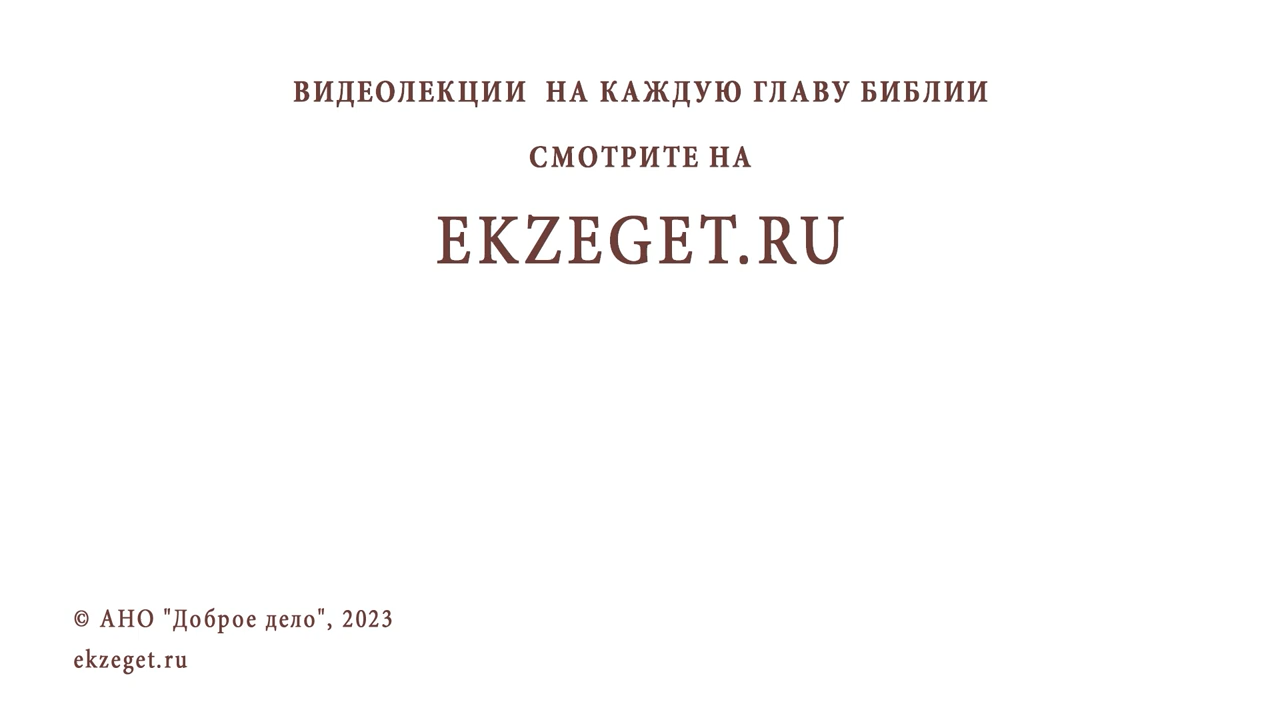 ВИДЕОЛЕКЦИИ НА КАЖДУЮ ГЛАВУ БИБЛИИ
СМОТРИТЕ НА
EKZEGET.RU
© АНО "Доброе дело", 2023
ekzeget.ru